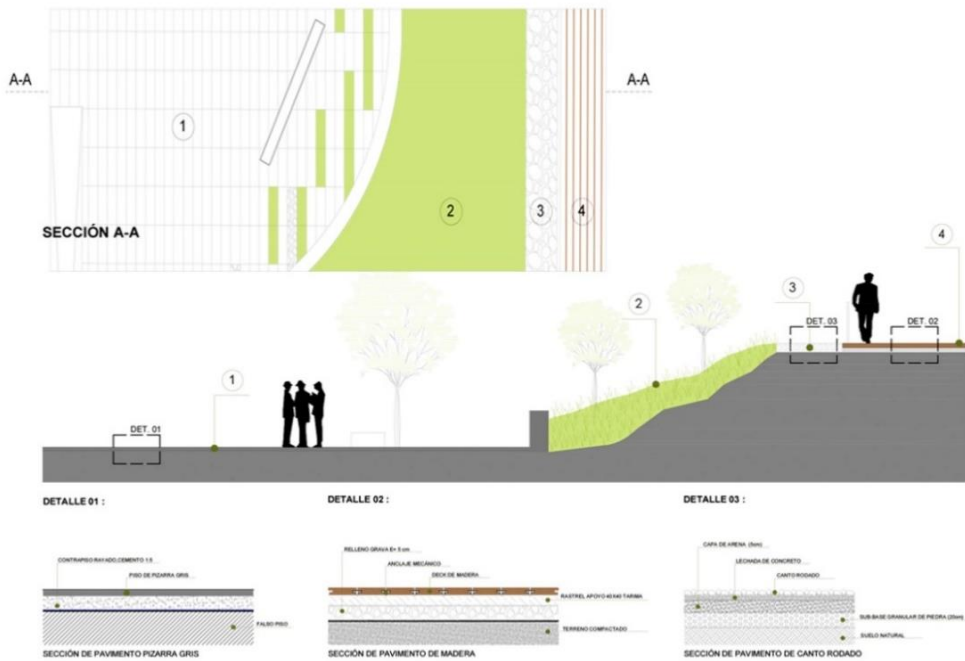 A-A
A-A
1
2
3
4
SECCIÓN A-A
4
3
2
DET. 03
DET. 02
1
DET. 01
DETALLE 01 :
DETALLE 02 :
DETALLE 03 :
CONTRAPISO RAYADO, CEMENTO 1:5
PISO DE PIZARRA GRIS
FALSO PISO
SECCIÓN DE PAVIMENTO PIZARRA GRIS
RELLENO GRAVA E= 5 cm
ANCLAJE MECÁNICO
DECK DE MADERA
RASTREL APOYO 40X40 TARIMA
TERRENO COMPACTADO
SECCIÓN DE PAVIMENTO DE MADERA
CAPA DE ARENA (5cm)
LECHADA DE CONCRETO
CANTO RODADO
SUB-BASE GRANULAR DE PIEDRA (20cm)
SUELO NATURAL
SECCIÓN DE PAVIMENTO DE CANTO RODADO